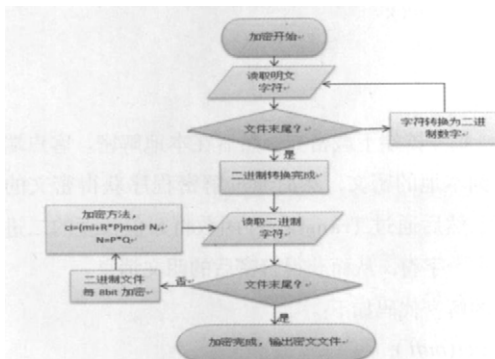 加密开始
读取明文
字符
文件末尾?
字符转换为二进
制数字
是
二进制转换完成
加密方法,
ci=(mi+R*P)mod N,
N=P*Q
读取二进制
字符
二进制文件
每 8bit 加密
否
文件末尾?
是
加密完成,输出密文文件